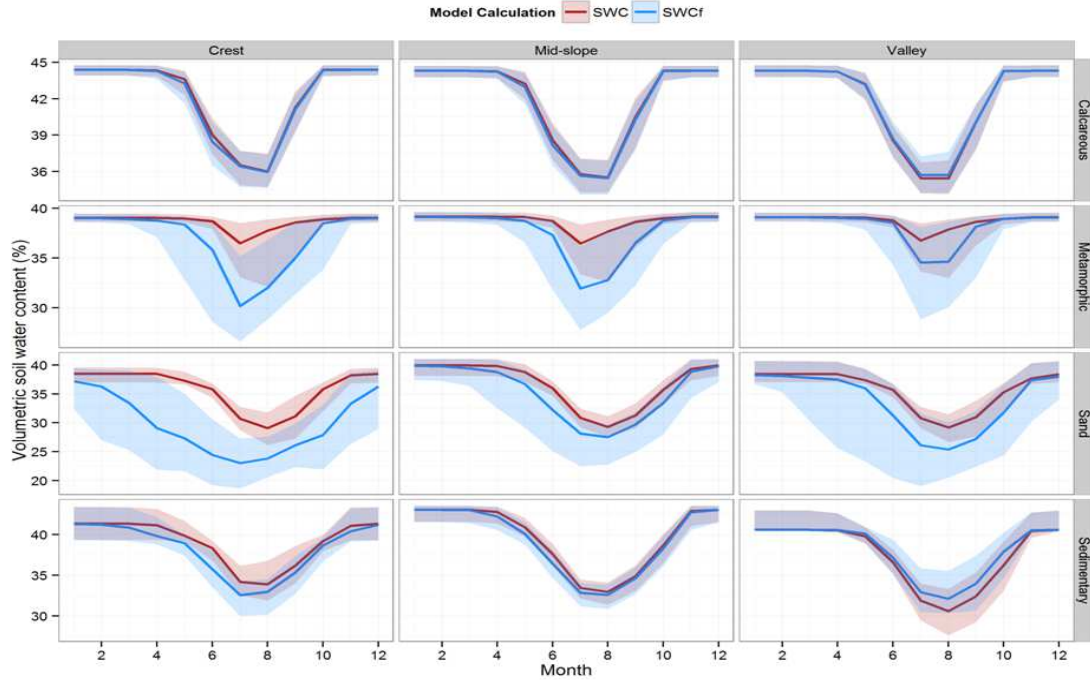 Model Calculation SWC SWCf
Crest Mid-slope Valley
Volumetric soil water content (%)
45
42
39
36
Calcareous
40
35
30
Metamorphic
40
35
30
25
20
Sand
40
35
30
Sedimentary
2 4 6 8 10 12 2 4 6 8 10 12 2 4 6 8 10 12
Month